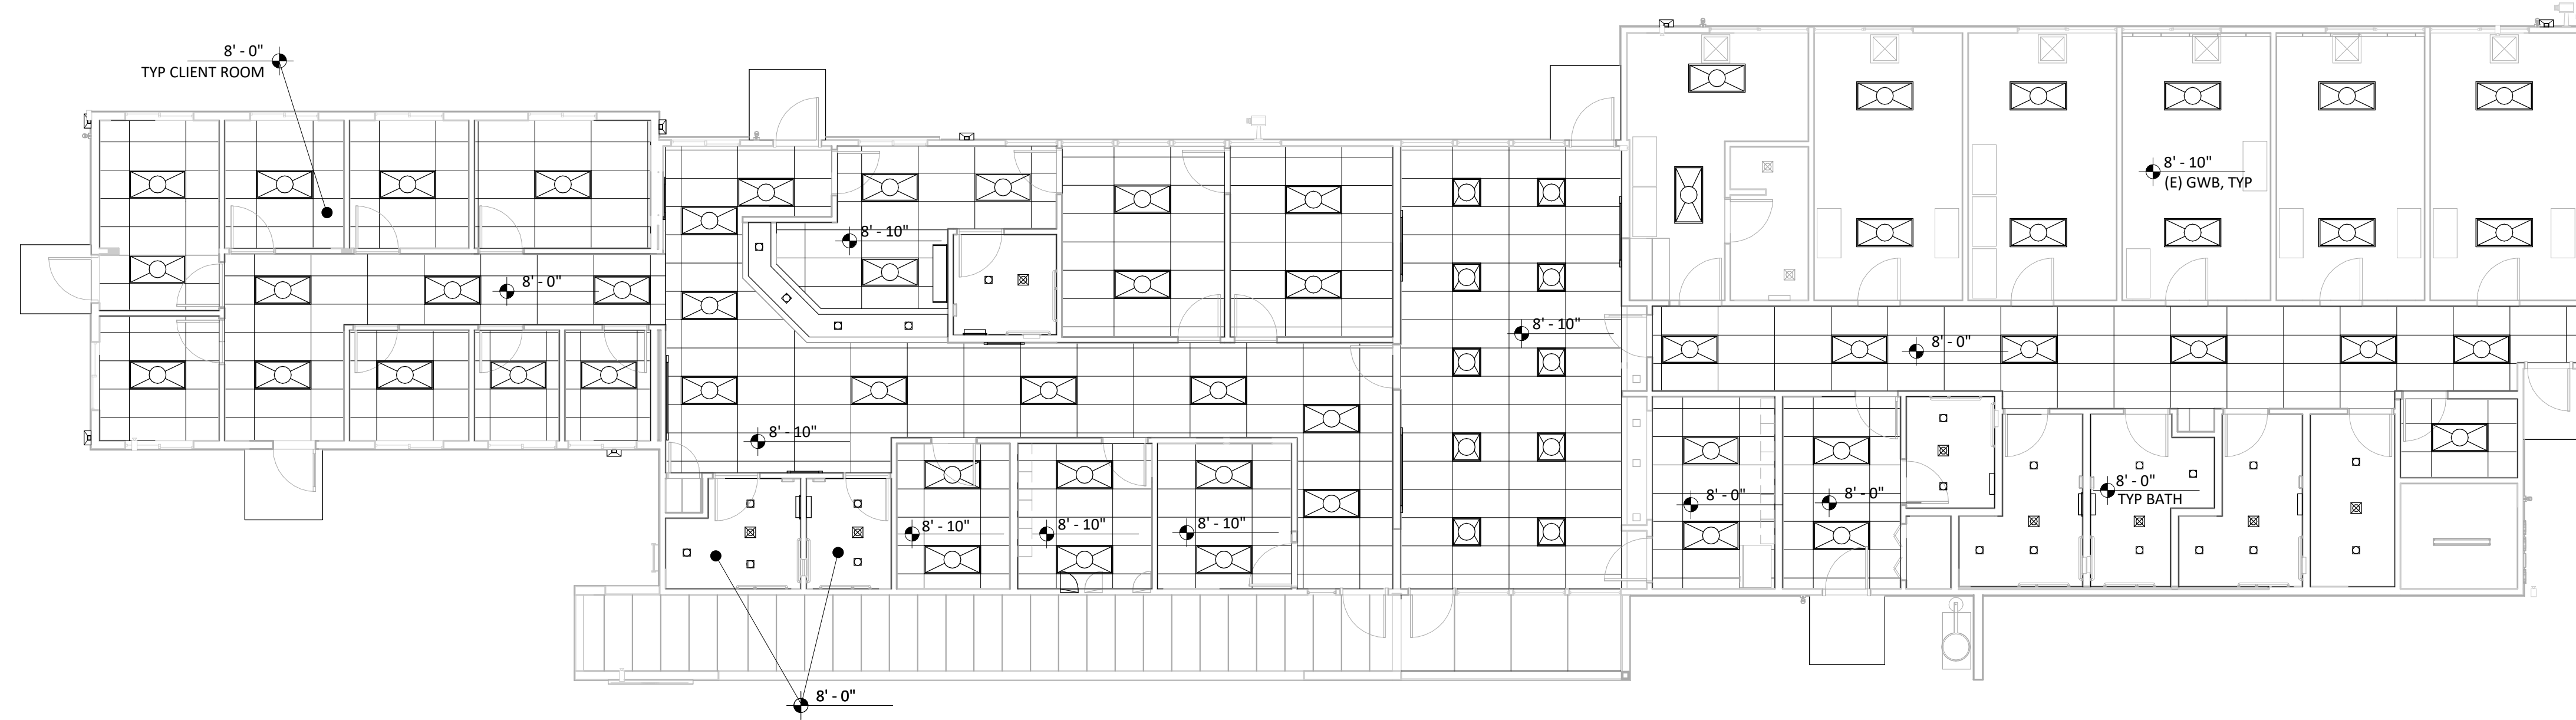 8' - 0"
TYP CLIENT ROOM
8' - 10"
(E) GWB, TYP
8' - 10"
8' - 0"
8' - 10"
8' - 0"
8' - 10"
8' - 0"
TYP BATH
8' - 0"
8' - 0"
8' - 10"
8' - 10"
8' - 10"
8' - 0"